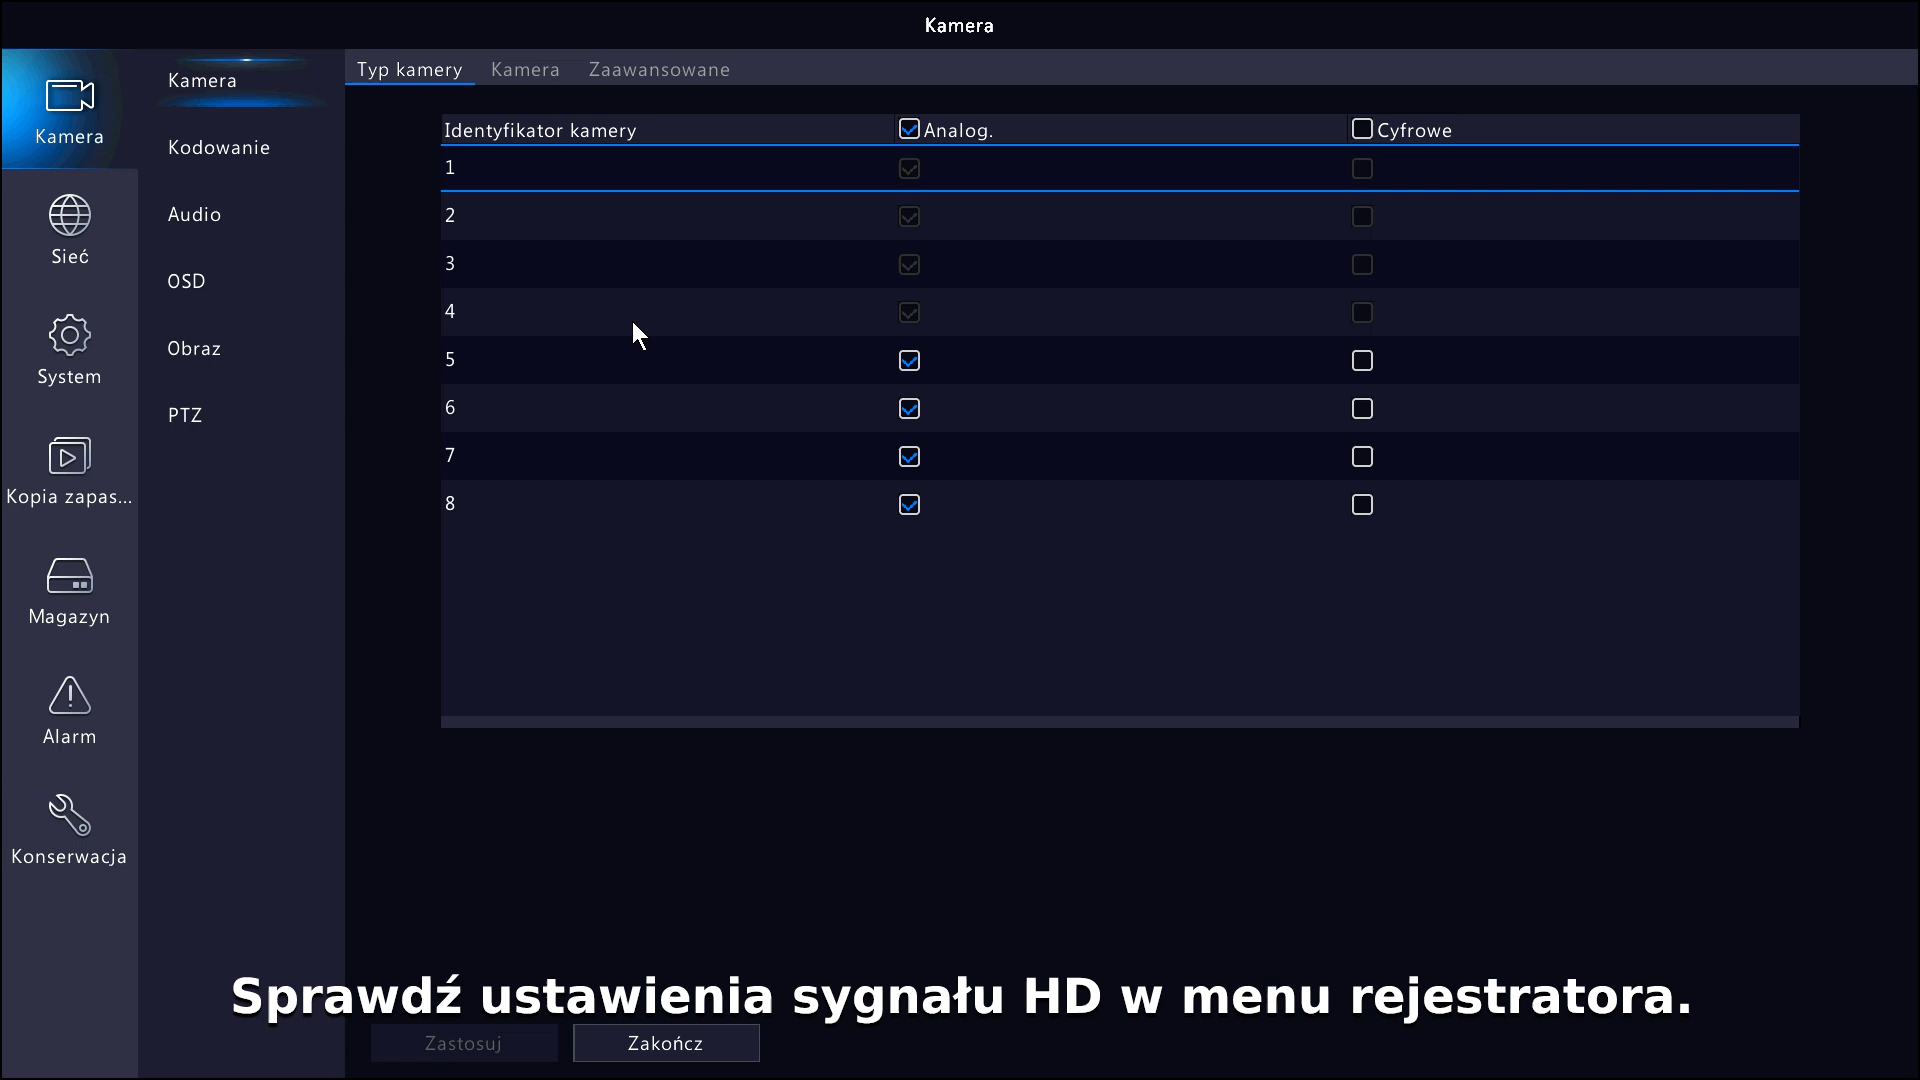 Kamera
Kamera
Sieć
System
Kopia zapas...
Magazyn
Alarm
Konserwacja
Kamera
Kodowanie
Audio
OSD
Obraz
PTZ
Typ kamery Kamera Zaawansowane
Identyfikator kamery Analog. Cyfrowe
1
2
3
4
5
6
7
8
Sprawdź ustawienia sygnału HD w menu rejestratora.
Zastosuj Zakończ